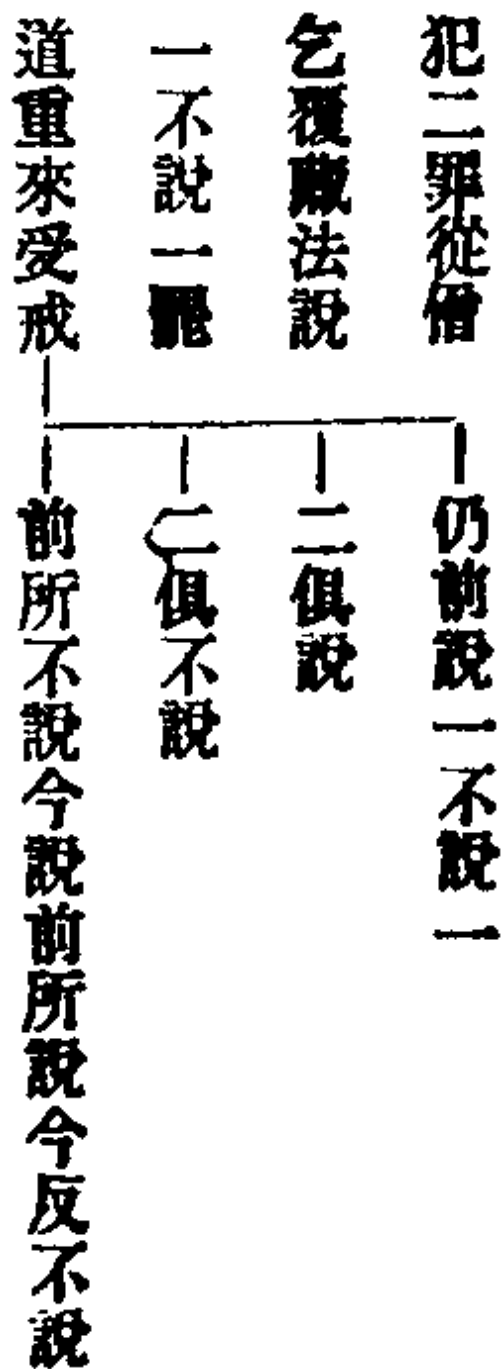 犯二罪從僧
乞覆藏法說
一不說一罷
道重來受戒
仍前說一不說一
二俱說
二俱不說
前所不說今說前所說今反不說